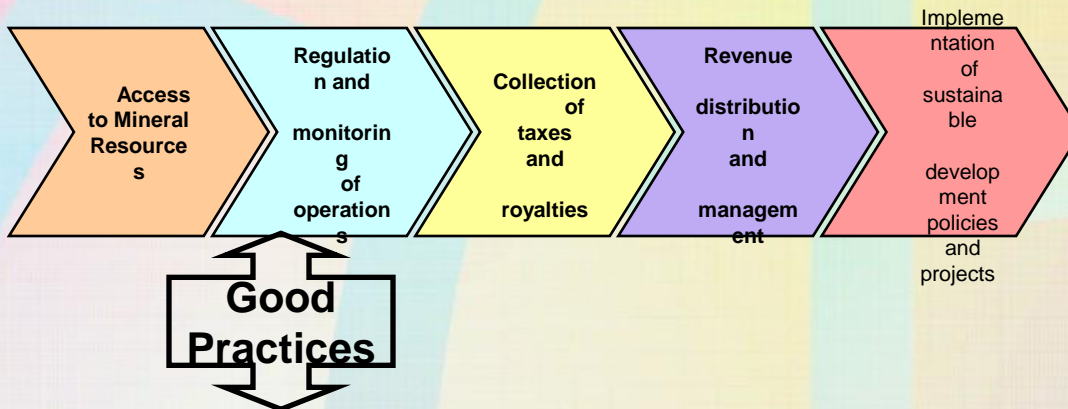 Access
to Mineral
Resource
s
Regulatio
n and
monitorin
g
of
operation
s
Collection
of
taxes
and
royalties
Revenue
distributio
n
and
managem
ent
Impleme
ntation
of
sustaina
ble
develop
ment
policies
and
projects
Good
Practices